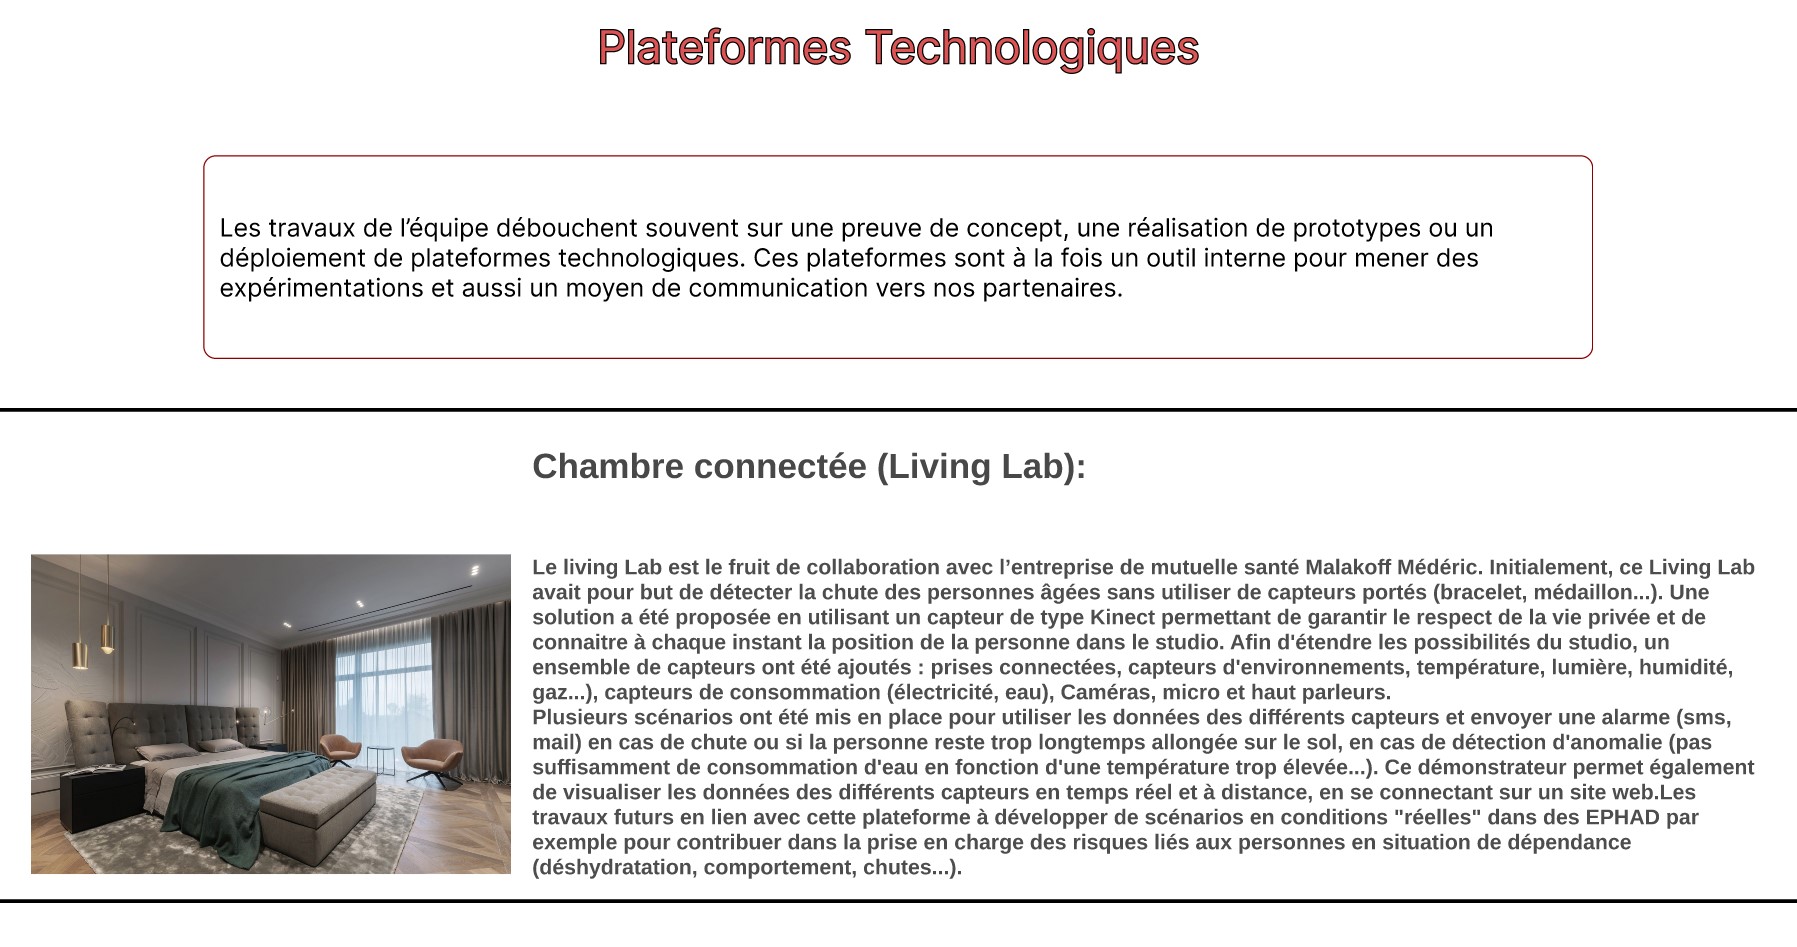 Plateformes Technologiques
Les travaux de l’équipe débouchent souvent sur une preuve de concept, une réalisation de prototypes ou un
déploiement de plateformes technologiques. Ces plateformes sont à la fois un outil interne pour mener des
expérimentations et aussi un moyen de communication vers nos partenaires.
Chambre connectée (Living Lab):
Le living Lab est le fruit de collaboration avec l’entreprise de mutuelle santé Malakoff Médéric. Initialement, ce Living Lab
avait pour but de détecter la chute des personnes âgées sans utiliser de capteurs portés (bracelet, médaillon...). Une
solution a été proposée en utilisant un capteur de type Kinect permettant de garantir le respect de la vie privée et de
connaitre à chaque instant la position de la personne dans le studio. Afin d'étendre les possibilités du studio, un
ensemble de capteurs ont été ajoutés : prises connectées, capteurs d'environnements, température, lumière, humidité,
gaz...), capteurs de consommation (électricité, eau), Caméras, micro et haut parleurs.
Plusieurs scénarios ont été mis en place pour utiliser les données des différents capteurs et envoyer une alarme (sms,
mail) en cas de chute ou si la personne reste trop longtemps allongée sur le sol, en cas de détection d'anomalie (pas
suffisamment de consommation d'eau en fonction d'une température trop élevée...). Ce démonstrateur permet également
de visualiser les données des différents capteurs en temps réel et à distance, en se connectant sur un site web.Les
travaux futurs en lien avec cette plateforme à développer de scénarios en conditions "réelles" dans des EPHAD par
exemple pour contribuer dans la prise en charge des risques liés aux personnes en situation de dépendance
(déshydratation, comportement, chutes...).